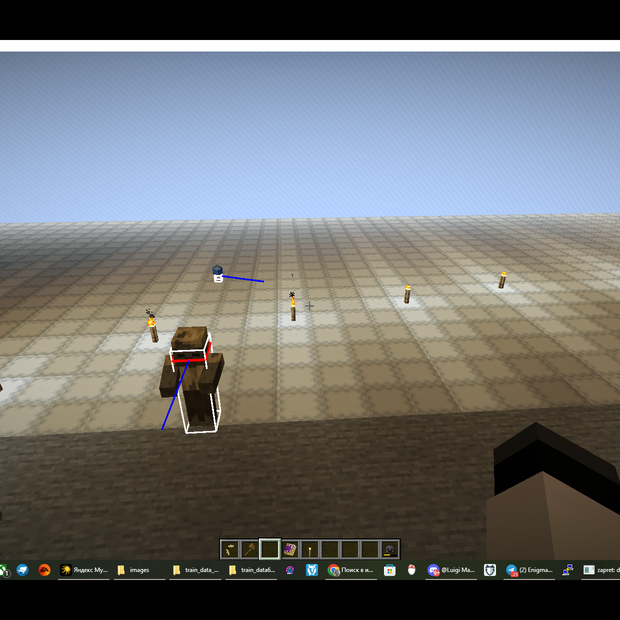 Яндекс Му...
images
train_data_...
train_data6...
Поиск в и...
@Luigi Ma...
(2) Enigma...
zapret: d